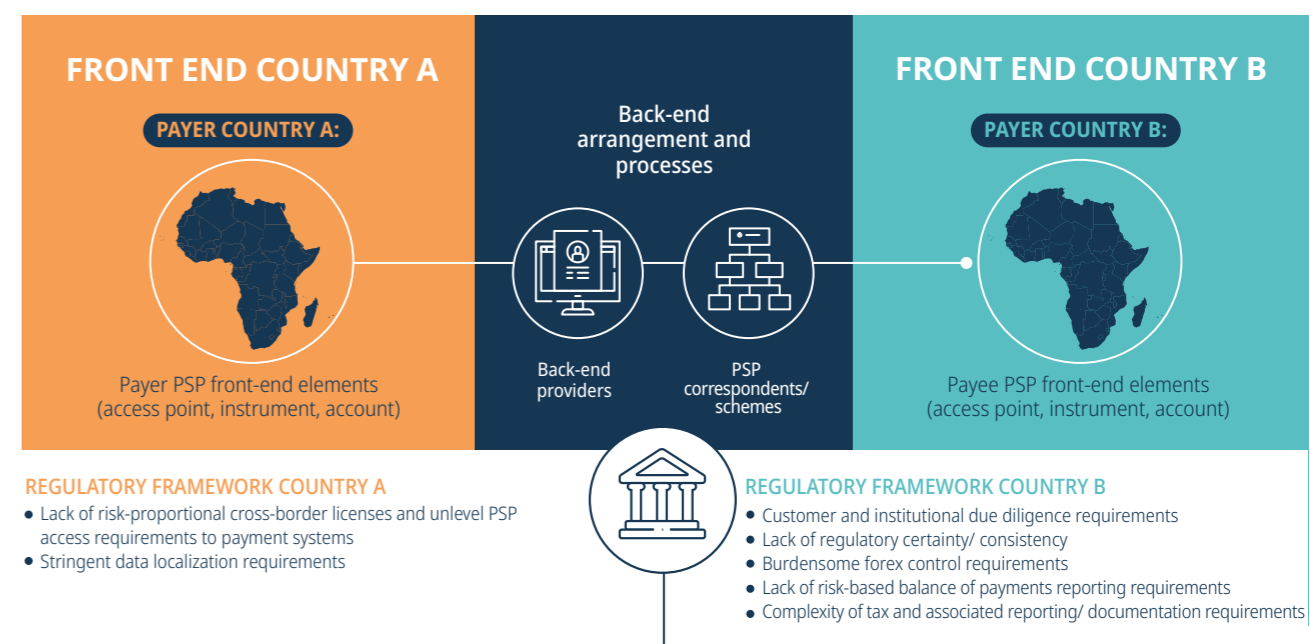 FRONT END COUNTRY A
PAYER COUNTRY A:
Payer PSP front-end elements
(access point, instrument, account)
Back-end
arrangement and
processes
Back-end
providers
PSP
correspondents/
schemes
FRONT END COUNTRY B
PAYER COUNTRY B:
Payee PSP front-end elements
(access point, instrument, account)
REGULATORY FRAMEWORK COUNTRY A
• Lack of risk-proportional cross-border licenses and unlevel PSP
access requirements to payment systems
• Stringent data localization requirements
REGULATORY FRAMEWORK COUNTRY B
• Customer and institutional due diligence requirements
• Lack of regulatory certainty/ consistency
• Burdensome forex control requirements
• Lack of risk-based balance of payments reporting requirements
• Complexity of tax and associated reporting/ documentation requirements